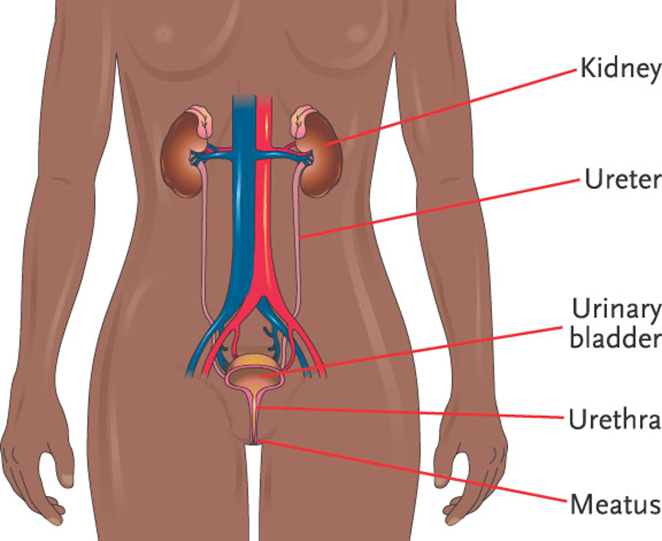 Kidney
Ureter
Urinary
bladder
Urethra
Meatus